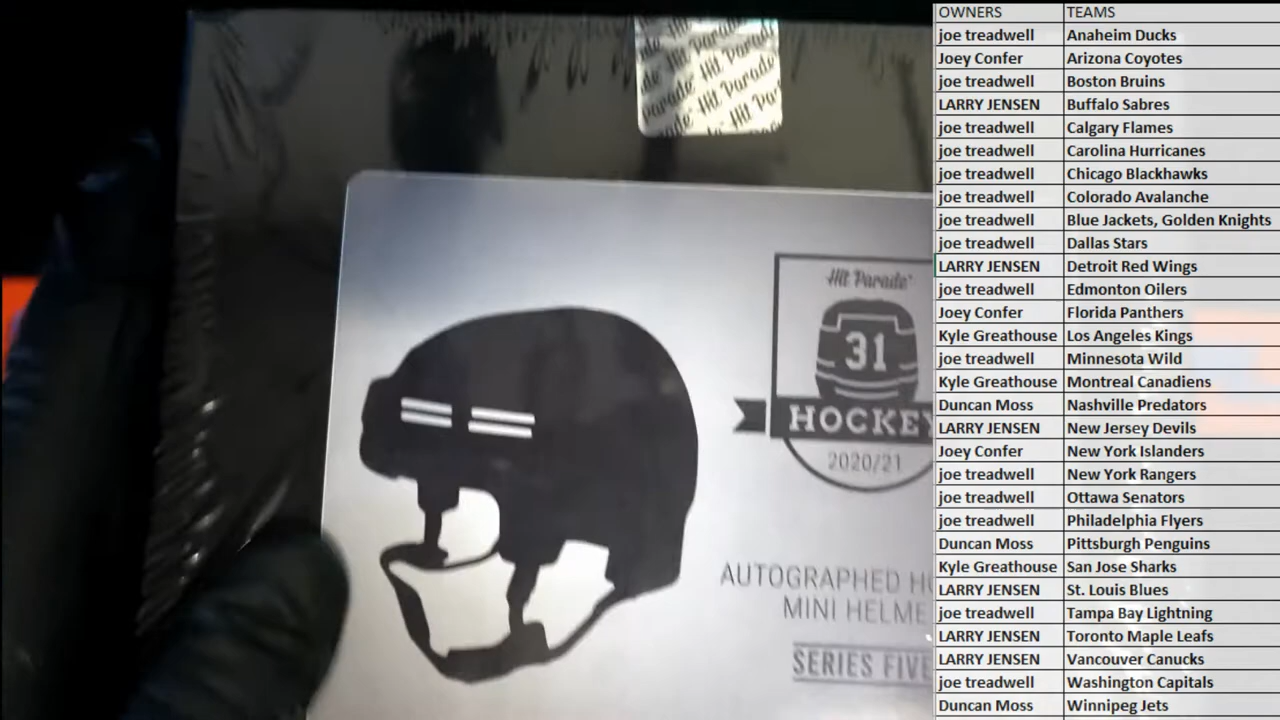 Hit Parade
Hit Parade
31
HOCKEY
2020/21
AUTOGRAPHED
MINI
SERIES FIVE
OWNERS TEAMS
joe treadwell Anaheim Ducks
Joey Confer Arizona Coyotes
joe treadwell Boston Bruins
LARRY JENSEN Buffalo Sabres
joe treadwell Calgary Flames
joe treadwell Carolina Hurricanes
joe treadwell Chicago Blackhawks
joe treadwell Colorado Avalanche
joe treadwell Blue Jackets, Golden Knights
joe treadwell Dallas Stars
LARRY JENSEN Detroit Red Wings
joe treadwell Edmonton Oilers
Joey Confer Florida Panthers
Kyle Greathouse Los Angeles Kings
joe treadwell Minnesota Wild
Kyle Greathouse Montreal Canadiens
Duncan Moss Nashville Predators
LARRY JENSEN New Jersey Devils
Joey Confer New York Islanders
joe treadwell New York Rangers
joe treadwell Ottawa Senators
joe treadwell Philadelphia Flyers
Duncan Moss Pittsburgh Penguins
Kyle Greathouse San Jose Sharks
LARRY JENSEN St. Louis Blues
joe treadwell Tampa Bay Lightning
LARRY JENSEN Toronto Maple Leafs
LARRY JENSEN Vancouver Canucks
joe treadwell Washington Capitals
Duncan Moss Winnipeg Jets